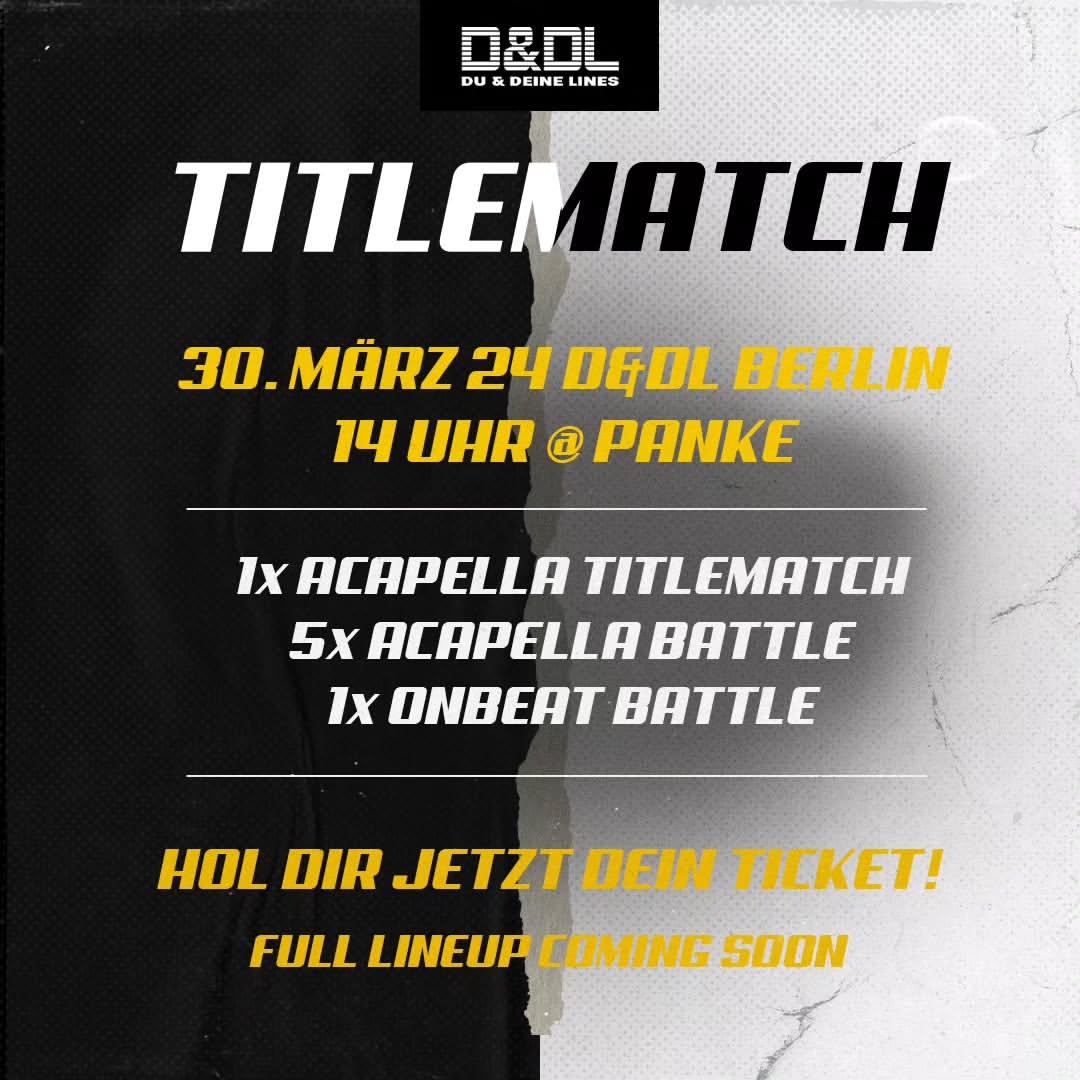 D&DL
DU & DEINE LINES
TITLEMATCH
30. MÄRZ 24 D&DL BERLIN
14 UHR @ PANKE
1X ACAPELLA TITLEMATCH
5X ACAPELLA BATTLE
1X ONBEAT BATTLE
HOL DIR JETZT DEIN TICKET!
FULL LINEUP COMING SOON